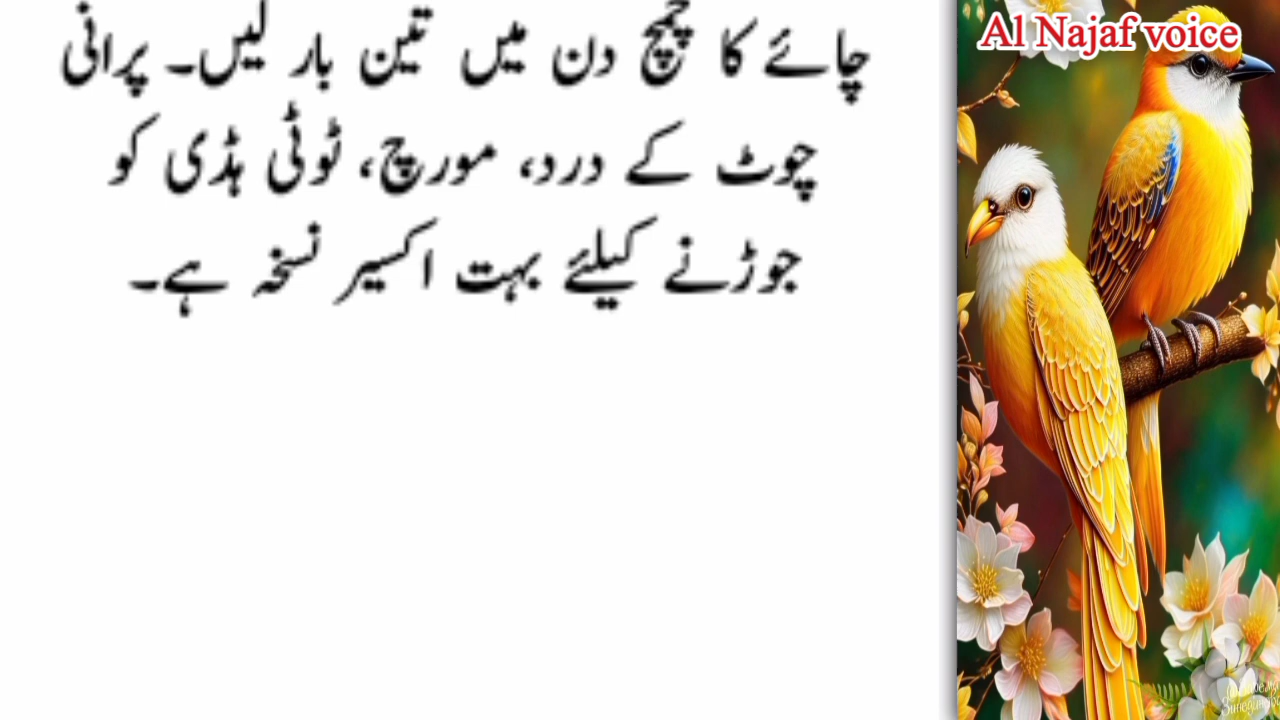 چائے کا چمچ دن میں تین بار لیں۔ پرانی
چوٹ کے درد، مورچ، ٹوٹی ہڈی کو
جوڑنے کیلئے بہت اکسیر نسخہ ہے۔
Al Najaf voice